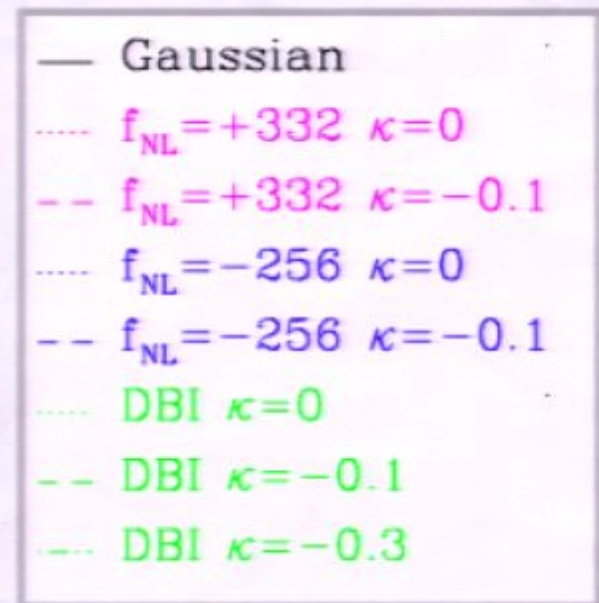 Gaussian
f_NL=+332 κ=0
f_NL=+332 κ=−0.1
f_NL=−256 κ=0
f_NL=−256 κ=−0.1
DBI κ=0
DBI κ=−0.1
DBI κ=−0.3